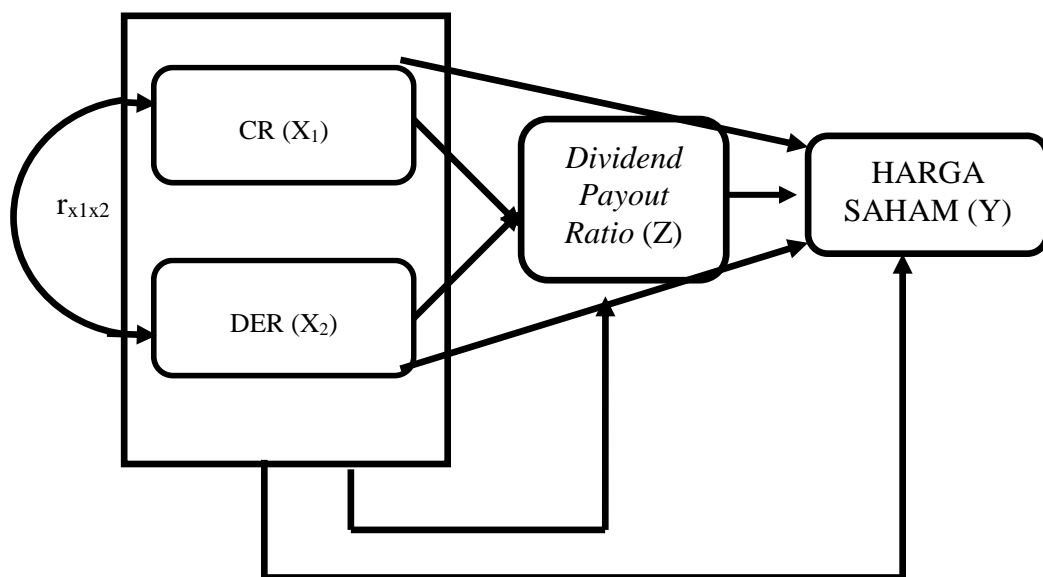 CR (X₁)
rₓ₁ₓ₂
DER (X₂)
Dividend
Payout
Ratio (Z)
HARGA
SAHAM (Y)